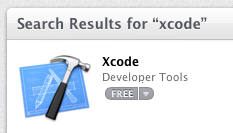 Search Results for “xcode”
Xcode
Developer Tools
FREE